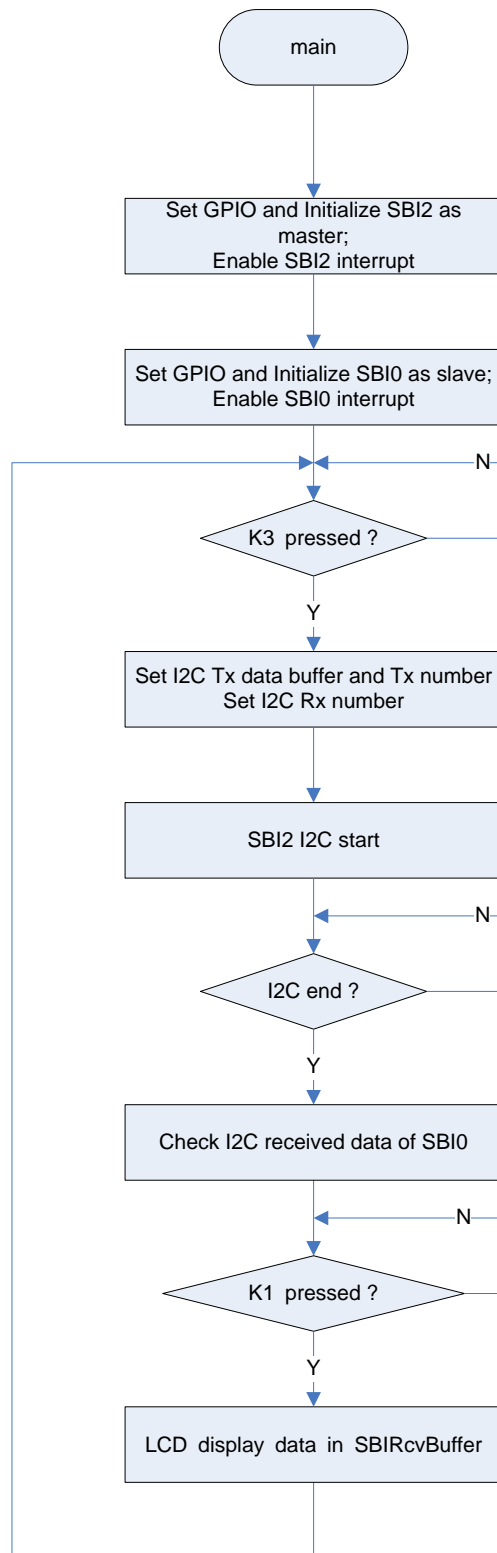 main
Set GPIO and Initialize SBI2 as
master;
Enable SBI2 interrupt
Set GPIO and Initialize SBI0 as slave;
Enable SBI0 interrupt
N
K3 pressed ?
Y
Set I2C Tx data buffer and Tx number
Set I2C Rx number
SBI2 I2C start
N
I2C end ?
Y
Check I2C received data of SBI0
N
K1 pressed ?
Y
LCD display data in SBIRcvBuffer